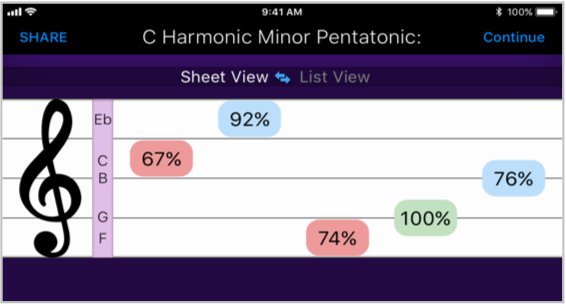 9:41 AM 100%
SHARE C Harmonic Minor Pentatonic: Continue
Sheet View List View
Eb 92%
C 67%
B 76%
G 100%
F 74%